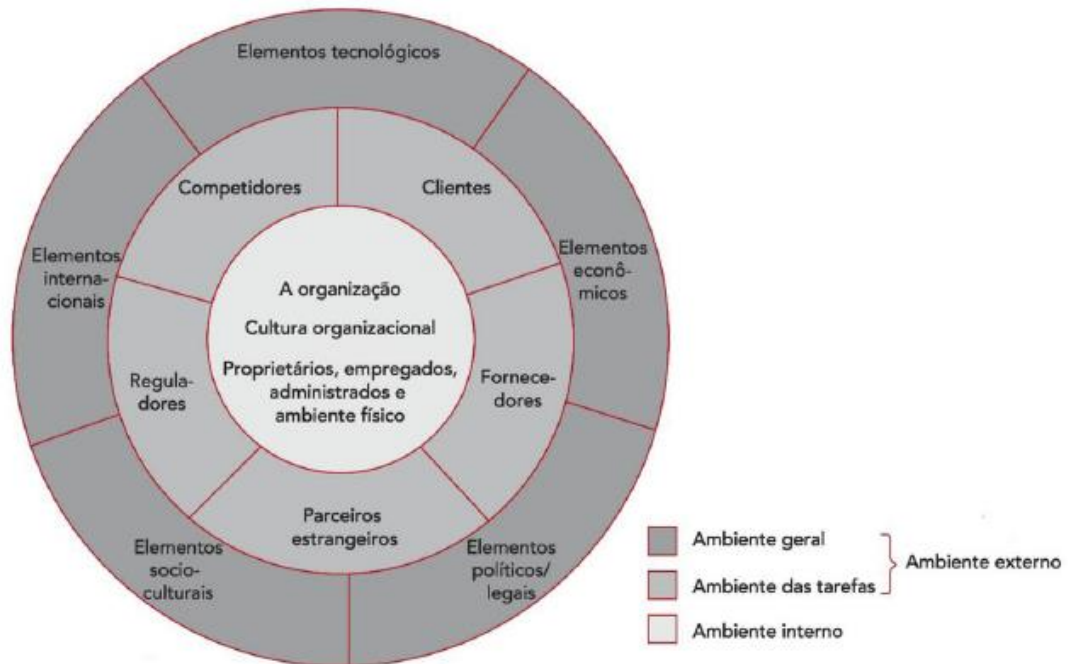 Elementos tecnológicos
Competidores
Clientes
Elementos
interna-
cionais
Elementos
econô-
micos
A organização
Cultura organizacional
Proprietários, empregados,
administrados e
ambiente físico
Regula-
dores
Fornece-
dores
Parceiros
estrangeiros
Elementos
socio-
culturais
Elementos
políticos/
legais
Ambiente geral
Ambiente das tarefas
Ambiente externo
Ambiente interno